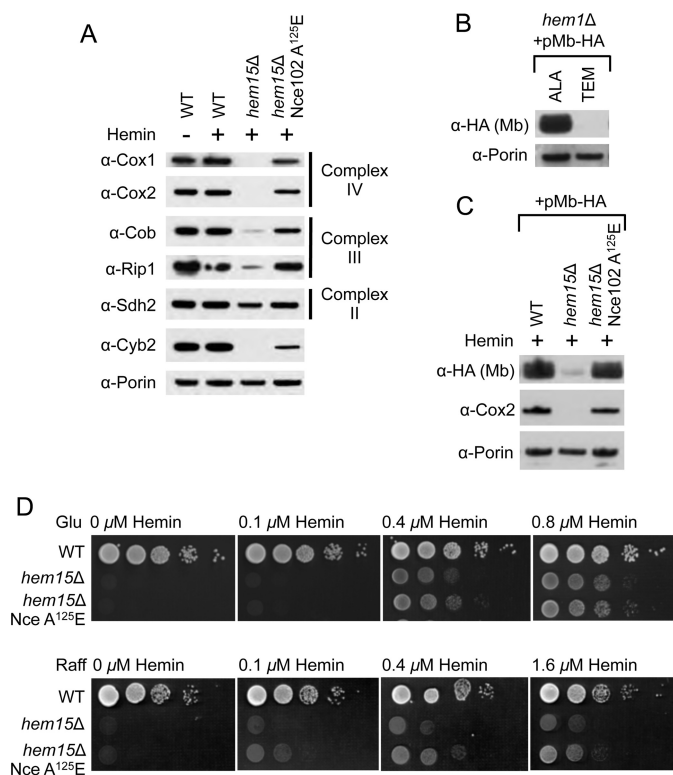 A
WT
WT
hem15Δ
hem15Δ
Nce102 A125E
Hemin - + + +
α-Cox1
α-Cox2
Complex
IV
α-Cob
α-Rip1
Complex
III
α-Sdh2
Complex
II
α-Cyb2
α-Porin
B
hem1Δ
+pMb-HA
ALA
TEM
α-HA (Mb)
α-Porin
C
+pMb-HA
WT
hem15Δ
hem15Δ
Nce102 A125E
Hemin + + +
α-HA (Mb)
α-Cox2
α-Porin
D
Glu 0 µM Hemin 0.1 µM Hemin 0.4 µM Hemin 0.8 µM Hemin
WT
hem15Δ
hem15Δ
Nce A125E
Raff 0 µM Hemin 0.1 µM Hemin 0.4 µM Hemin 1.6 µM Hemin
WT
hem15Δ
hem15Δ
Nce A125E